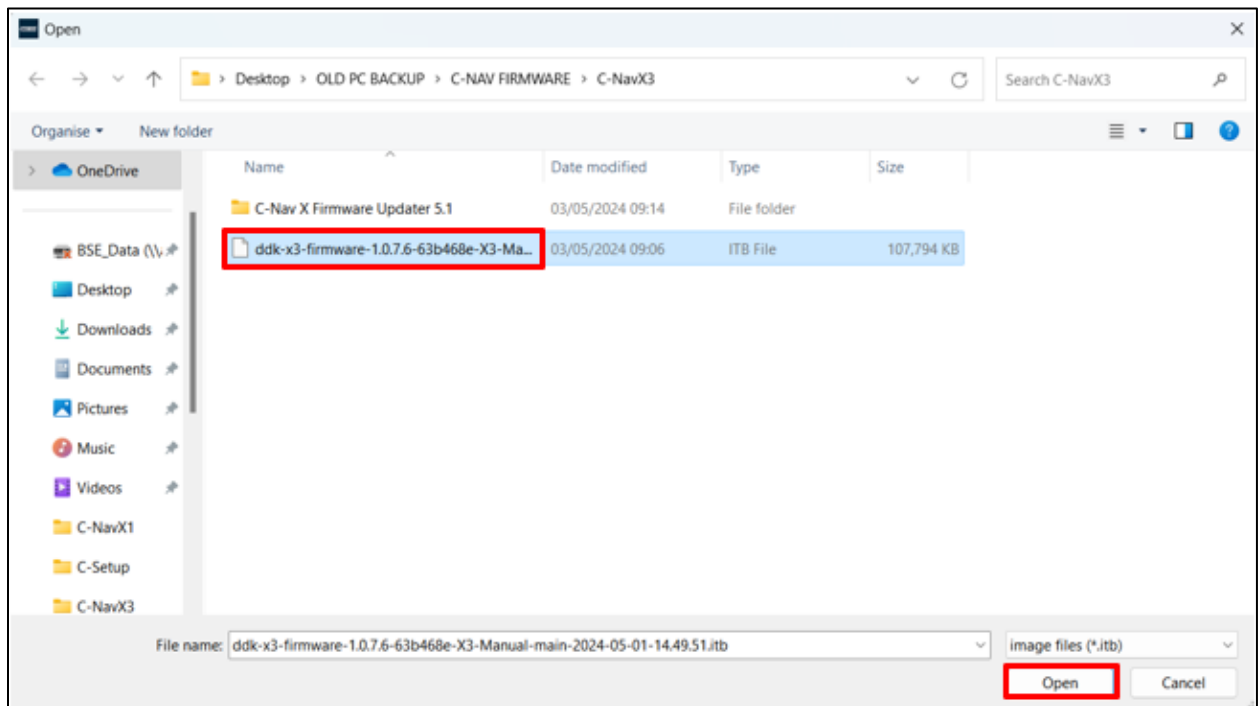 Open
Desktop > OLD PC BACKUP > C-NAV FIRMWARE > C-NavX3
Search C-NavX3
Organise
New folder
Name Date modified Type Size
OneDrive
C-Nav X Firmware Updater 5.1 03/05/2024 09:14 File folder
BSE_Data (\\
ddk-x3-firmware-1.0.7.6-63b468e-X3-Ma... 03/05/2024 09:06 ITB File 107,794 KB
Desktop
Downloads
Documents
Pictures
Music
Videos
C-NavX1
C-Setup
C-NavX3
File name: ddk-x3-firmware-1.0.7.6-63b468e-X3-Manual-main-2024-05-01-14.49.51.itb image files (*.itb)
Open Cancel